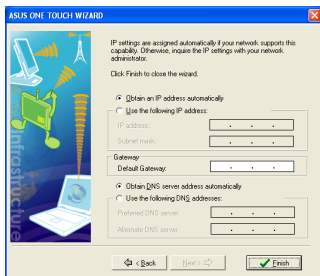 ASUS ONE TOUCH WIZARD
IP settings are assigned automatically if your network supports this
capability. Otherwise, inquire the IP settings with your network
administrator.
Click Finish to close the wizard.
Obtain an IP address automatically
Use the following IP address:
IP address:
Subnet mask:
Gateway
Default Gateway:
Obtain DNS server address automatically
Use the following DNS addresses:
Preferred DNS server:
Alternate DNS server:
< Back
Next >
Finish
Infrastructure